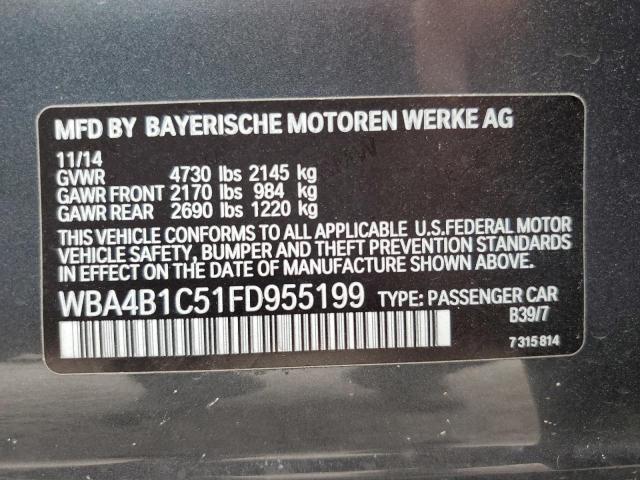 MFD BY BAYERISCHE MOTOREN WERKE AG
11/14
GVWR 4730 lbs 2145 kg
GAWR FRONT 2170 lbs 984 kg
GAWR REAR 2690 lbs 1220 kg
THIS VEHICLE CONFORMS TO ALL APPLICABLE U.S.FEDERAL MOTOR
VEHICLE SAFETY, BUMPER AND THEFT PREVENTION STANDARDS
IN EFFECT ON THE DATE OF MANUFACTURE SHOWN ABOVE.
WBA4B1C51FD955199 TYPE: PASSENGER CAR
B39/7
7 315 814